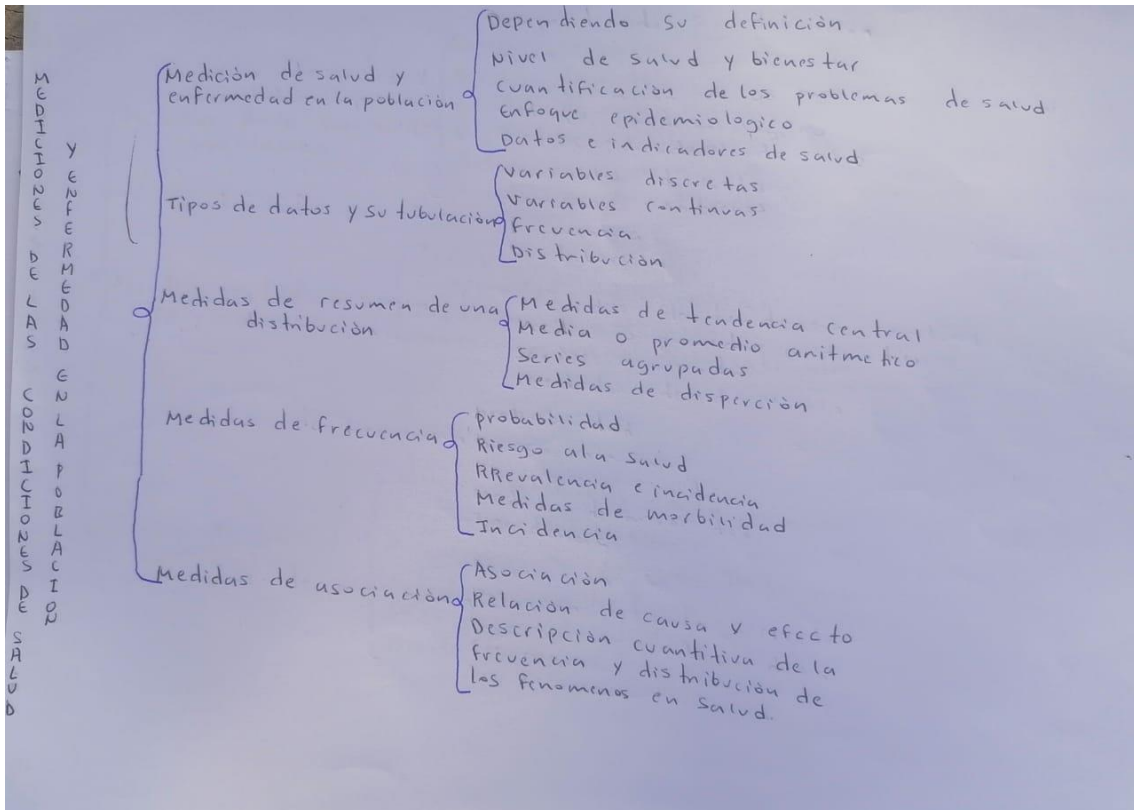 MEDICIONES DE LAS CONDICIONES DE SALUD
Y ENFERMEDAD EN LA POBLACION
Medición de salud y
enfermedad en la población
Dependiendo su definición
Nivel de salud y bienestar
Cuantificación de los problemas de salud
Enfoque epidemiologico
Datos e indicadores de salud
Tipos de datos y su tubulación
Variables discretas
Variables continuas
Frecuencia
Distribución
Medidas de resumen de una
distribución
Medidas de tendencia central
Media o promedio aritmetico
Series agrupadas
Medidas de disperción
Medidas de frecuencia
probabilidad
Riesgo ala salud
RRevalencia e incidencia
Medidas de morbilidad
Incidencia
Medidas de asociación
Asociación
Relación de causa y efecto
Descripción cuantitiva de la
frecuencia y distribución de
los fenomenos en salud.